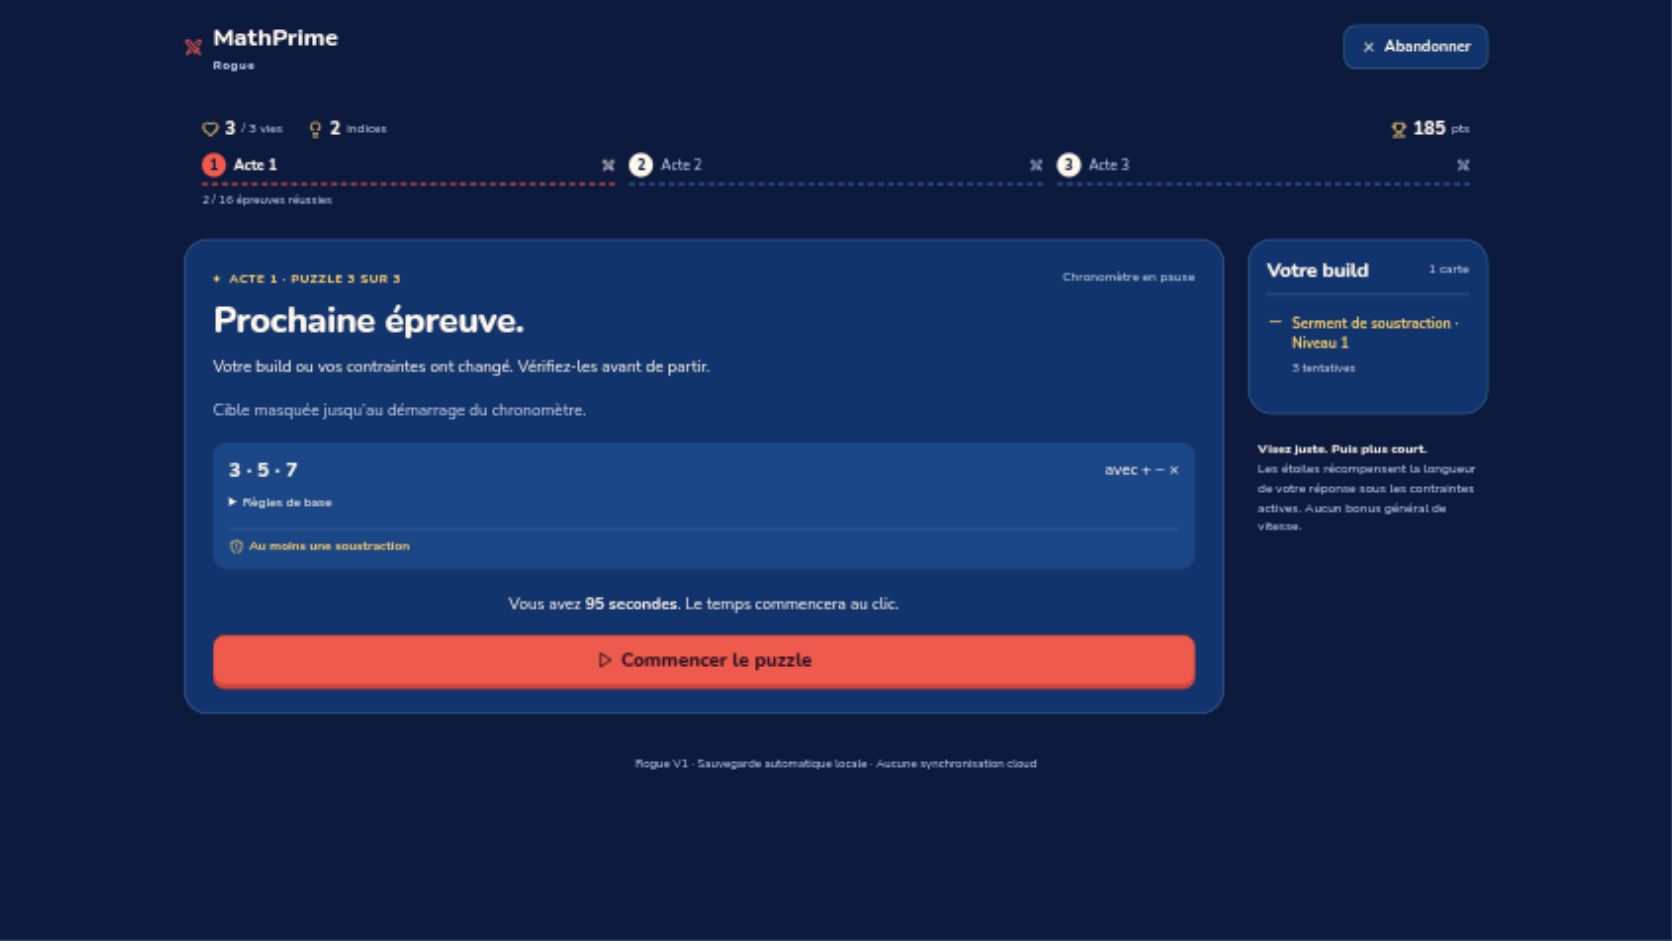 MathPrime
Rogue
× Abandonner
3 / 3 vies 2 indices
185 pts
1 Acte 1
2 Acte 2
3 Acte 3
2 / 16 épreuves réussies
ACTE 1 · PUZZLE 3 SUR 3
Chronomètre en pause
Prochaine épreuve.
Votre build ou vos contraintes ont changé. Vérifiez-les avant de partir.
Cible masquée jusqu'au démarrage du chronomètre.
3 · 5 · 7
avec + − ×
Règles de base
Au moins une soustraction
Vous avez 95 secondes. Le temps commencera au clic.
Commencer le puzzle
Votre build
1 carte
− Serment de soustraction ·
Niveau 1
3 tentatives
Visez juste. Puis plus court.
Les étoiles récompensent la longueur
de votre réponse sous les contraintes
actives. Aucun bonus général de
vitesse.
Rogue V1 · Sauvegarde automatique locale · Aucune synchronisation cloud